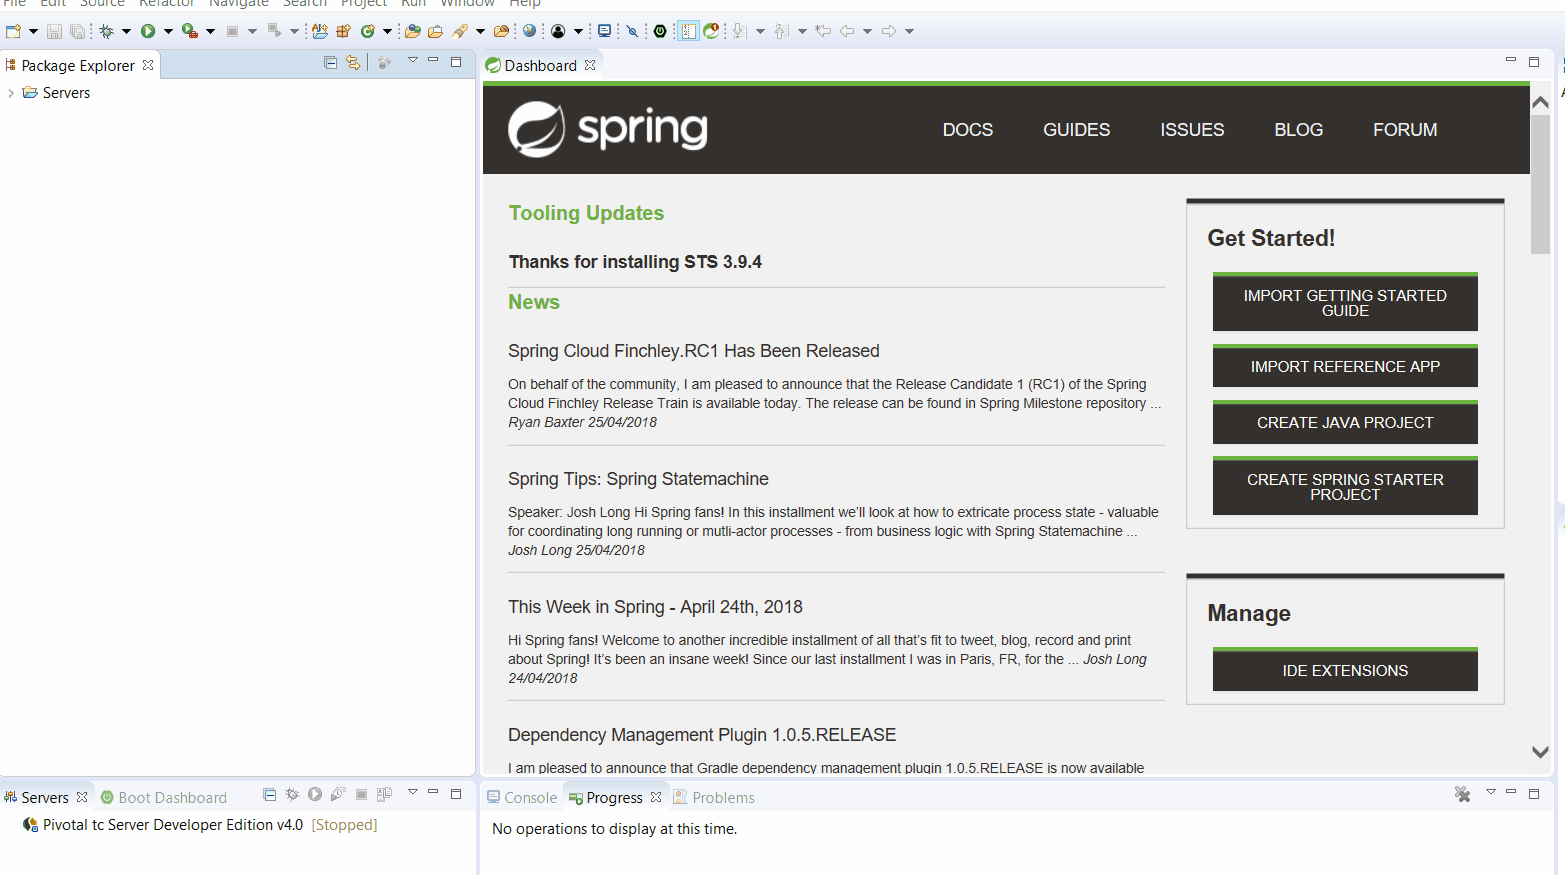 File Edit Source Refactor Navigate Search Project Run Window Help
Package Explorer
Servers
Dashboard
spring
DOCS GUIDES ISSUES BLOG FORUM
Tooling Updates
Thanks for installing STS 3.9.4
News
Spring Cloud Finchley.RC1 Has Been Released
On behalf of the community, I am pleased to announce that the Release Candidate 1 (RC1) of the Spring
Cloud Finchley Release Train is available today. The release can be found in Spring Milestone repository ...
Ryan Baxter 25/04/2018
Spring Tips: Spring Statemachine
Speaker: Josh Long Hi Spring fans! In this installment we'll look at how to extricate process state - valuable
for coordinating long running or mutli-actor processes - from business logic with Spring Statemachine ...
Josh Long 25/04/2018
This Week in Spring - April 24th, 2018
Hi Spring fans! Welcome to another incredible installment of all that's fit to tweet, blog, record and print
about Spring! It's been an insane week! Since our last installment I was in Paris, FR, for the ... Josh Long
24/04/2018
Dependency Management Plugin 1.0.5.RELEASE
I am pleased to announce that Gradle dependency management plugin 1.0.5.RELEASE is now available
Get Started!
IMPORT GETTING STARTED
GUIDE
IMPORT REFERENCE APP
CREATE JAVA PROJECT
CREATE SPRING STARTER
PROJECT
Manage
IDE EXTENSIONS
Servers
Boot Dashboard
Pivotal tc Server Developer Edition v4.0 [Stopped]
Console
Progress
Problems
No operations to display at this time.